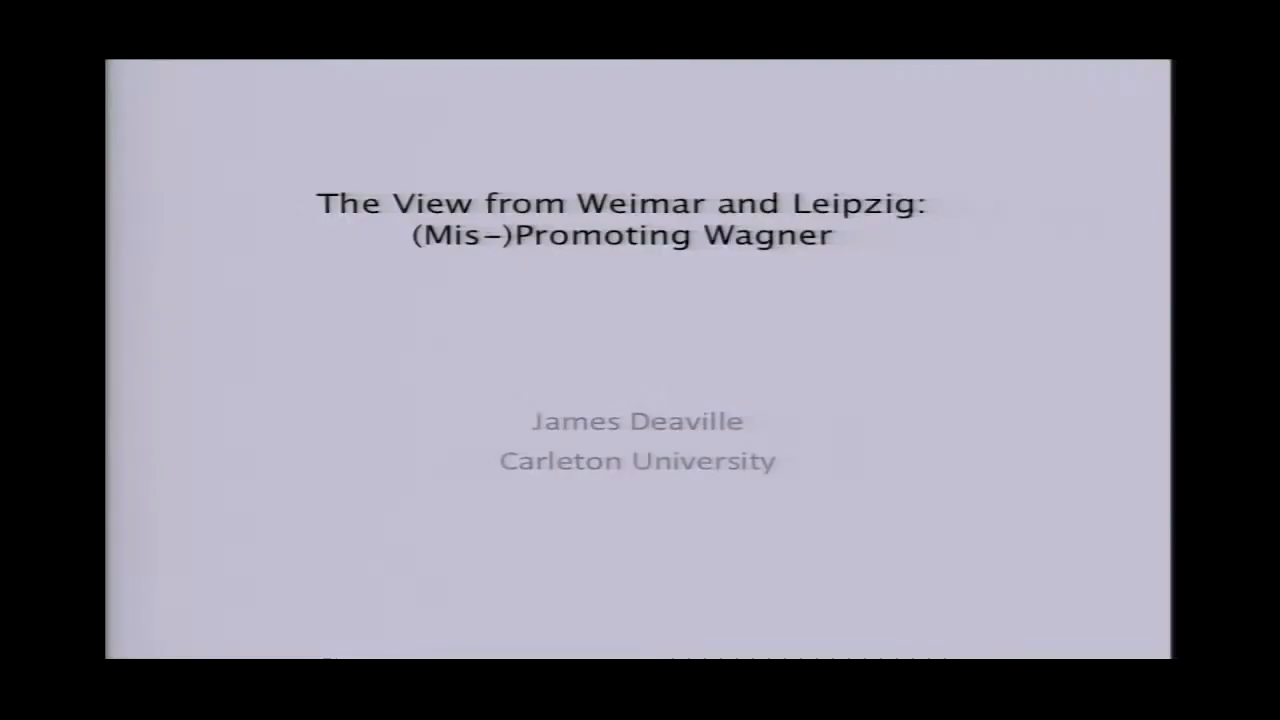 The View from Weimar and Leipzig:
(Mis-)Promoting Wagner
James Deaville
Carleton University